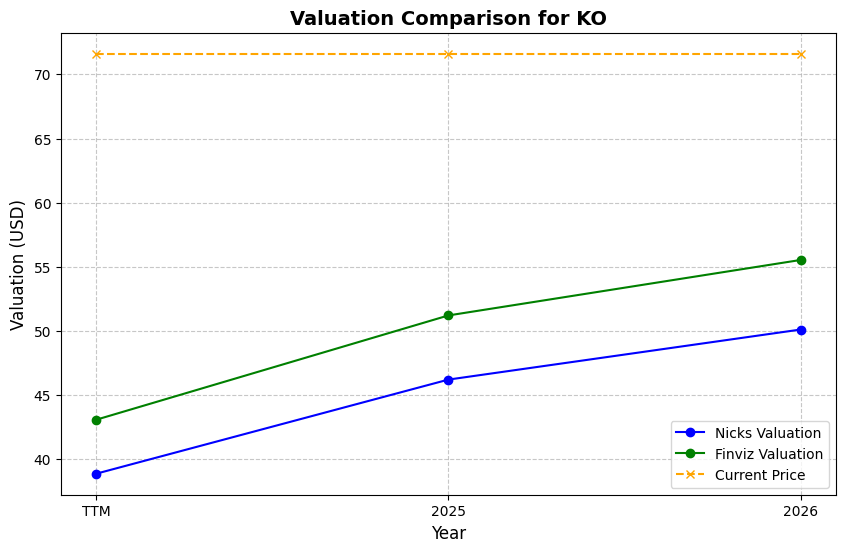 Valuation Comparison for KO
Valuation (USD)
70
65
60
55
50
45
40
TTM
2025
2026
Year
Nicks Valuation
Finviz Valuation
Current Price